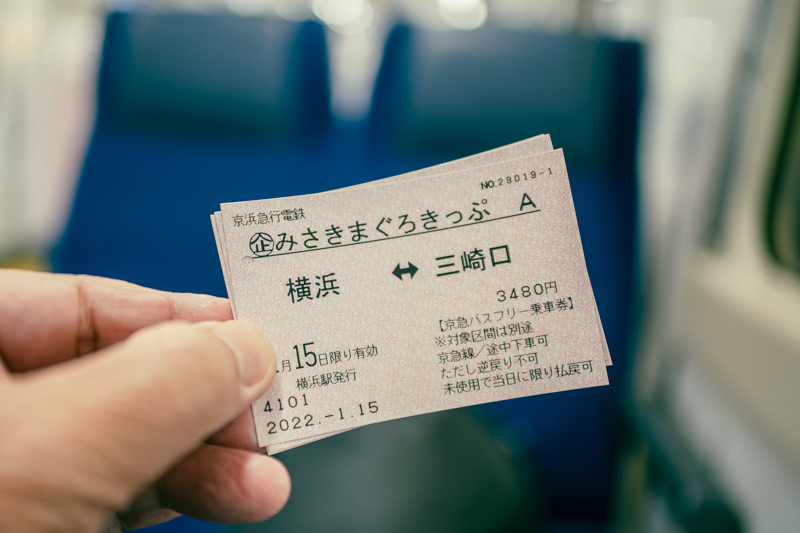 NO.29019-1
京浜急行電鉄
㊭みさきまぐろきっぷ A
横浜 ↔ 三崎口
3480円
【京急バスフリー乗車券】
※対象区間は別途
京急線/途中下車可
ただし逆戻り不可
未使用で当日に限り払戻可
月15日限り有効
横浜駅発行
4101
2022.-1.15